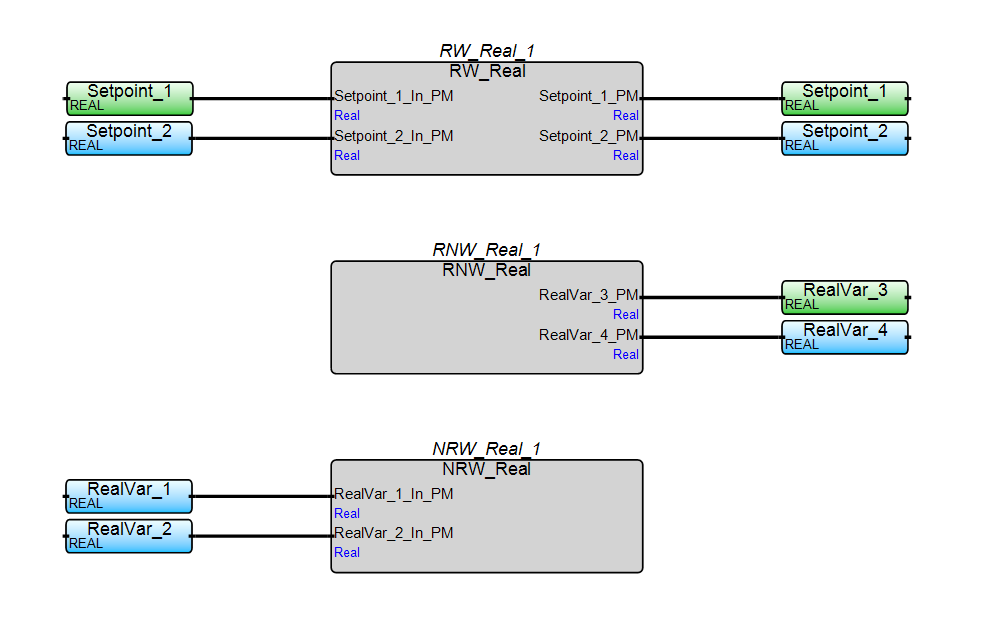 RW_Real_1
RW_Real
Setpoint_1
REAL
Setpoint_1_In_PM
Real
Setpoint_1_PM
Real
Setpoint_1
REAL
Setpoint_2
REAL
Setpoint_2_In_PM
Real
Setpoint_2_PM
Real
Setpoint_2
REAL
RNW_Real_1
RNW_Real
RealVar_3_PM
Real
RealVar_3
REAL
RealVar_4_PM
Real
RealVar_4
REAL
NRW_Real_1
NRW_Real
RealVar_1
REAL
RealVar_1_In_PM
Real
RealVar_2
REAL
RealVar_2_In_PM
Real